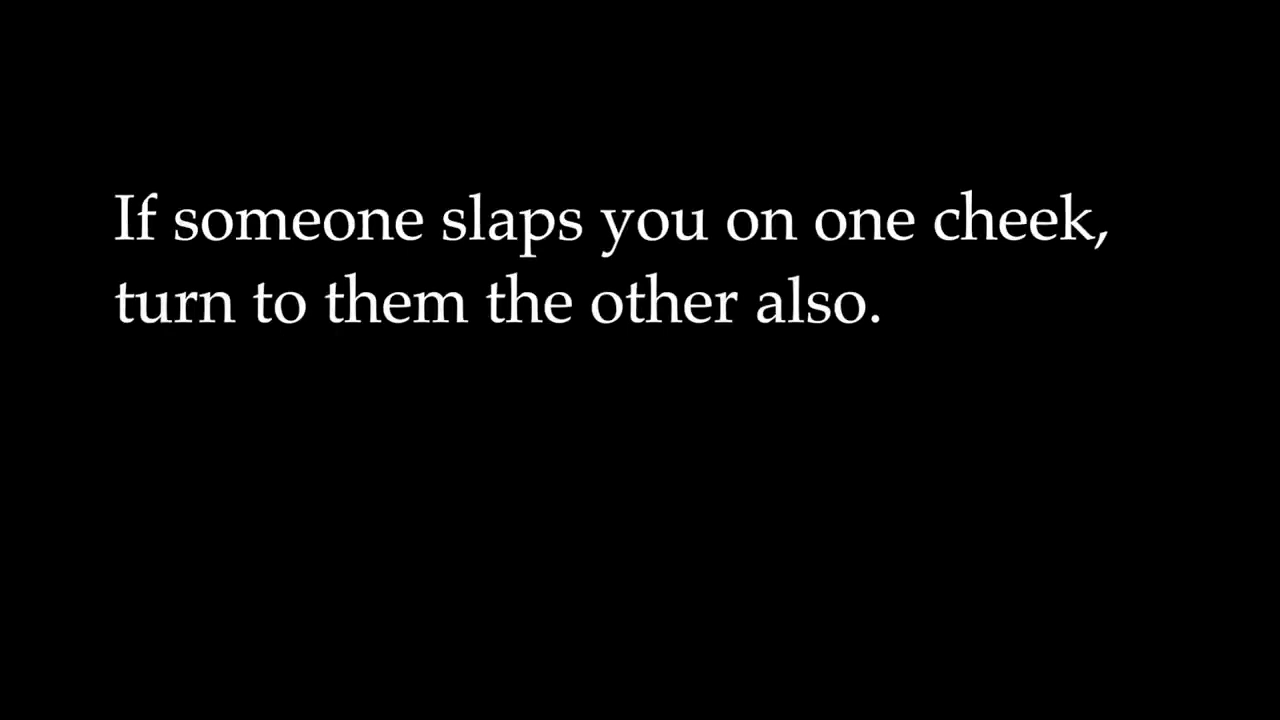 If someone slaps you on one cheek,
turn to them the other also.